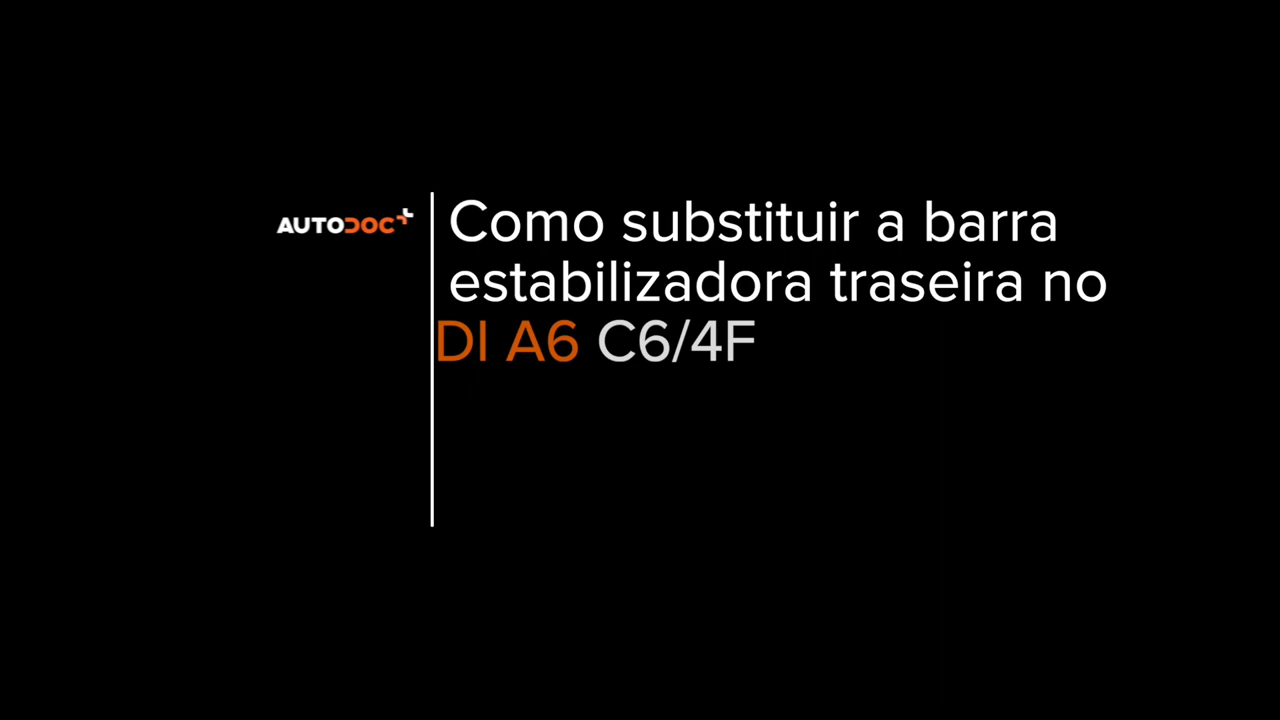 AUTODOC
Como substituir a barra
estabilizadora traseira no
DI A6 C6/4F